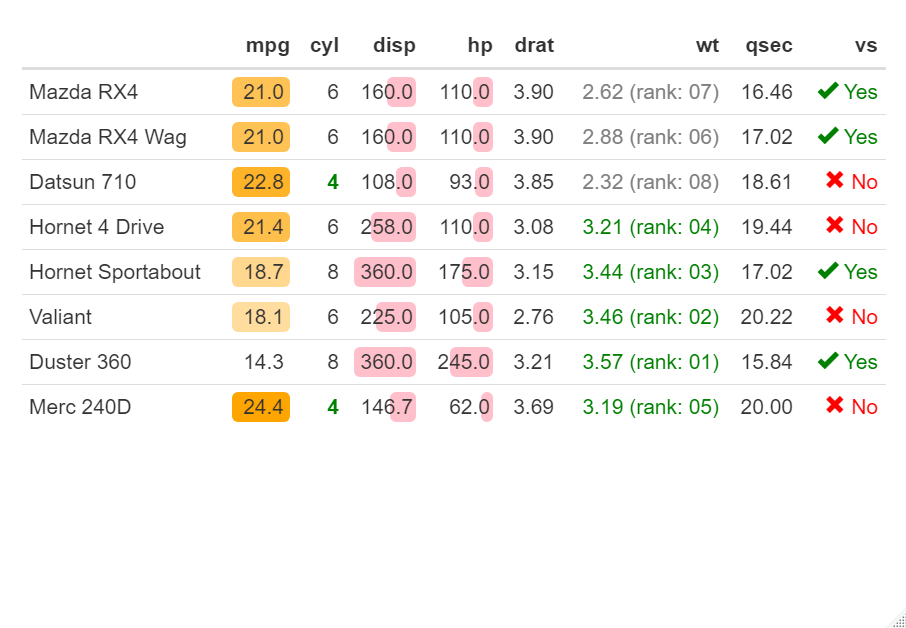 mpg cyl disp hp drat wt qsec vs
Mazda RX4 21.0 6 160.0 110.0 3.90 2.62 (rank: 07) 16.46 Yes
Mazda RX4 Wag 21.0 6 160.0 110.0 3.90 2.88 (rank: 06) 17.02 Yes
Datsun 710 22.8 4 108.0 93.0 3.85 2.32 (rank: 08) 18.61 No
Hornet 4 Drive 21.4 6 258.0 110.0 3.08 3.21 (rank: 04) 19.44 No
Hornet Sportabout 18.7 8 360.0 175.0 3.15 3.44 (rank: 03) 17.02 Yes
Valiant 18.1 6 225.0 105.0 2.76 3.46 (rank: 02) 20.22 No
Duster 360 14.3 8 360.0 245.0 3.21 3.57 (rank: 01) 15.84 Yes
Merc 240D 24.4 4 146.7 62.0 3.69 3.19 (rank: 05) 20.00 No